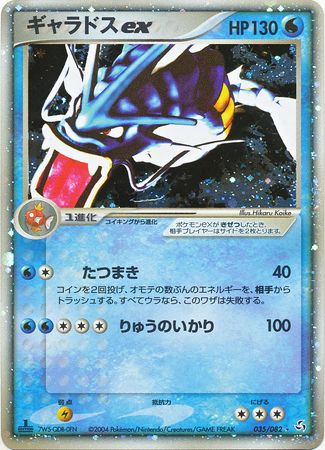 ギャラドスex HP130
Illus.Hikaru Koike
1進化 コイキングから進化
ポケモンexがきぜつしたとき、
相手プレイヤーはサイドを2枚とります。
たつまき 40
コインを2回投げ、オモテの数ぶんのエネルギーを、相手から
トラッシュする。すべてウラなら、このワザは失敗する。
りゅうのいかり 100
弱点 抵抗力 にげる
1 EDITION 7W5-QD8-0FN ©2004 Pokémon/Nintendo/Creatures/GAME FREAK 035/082